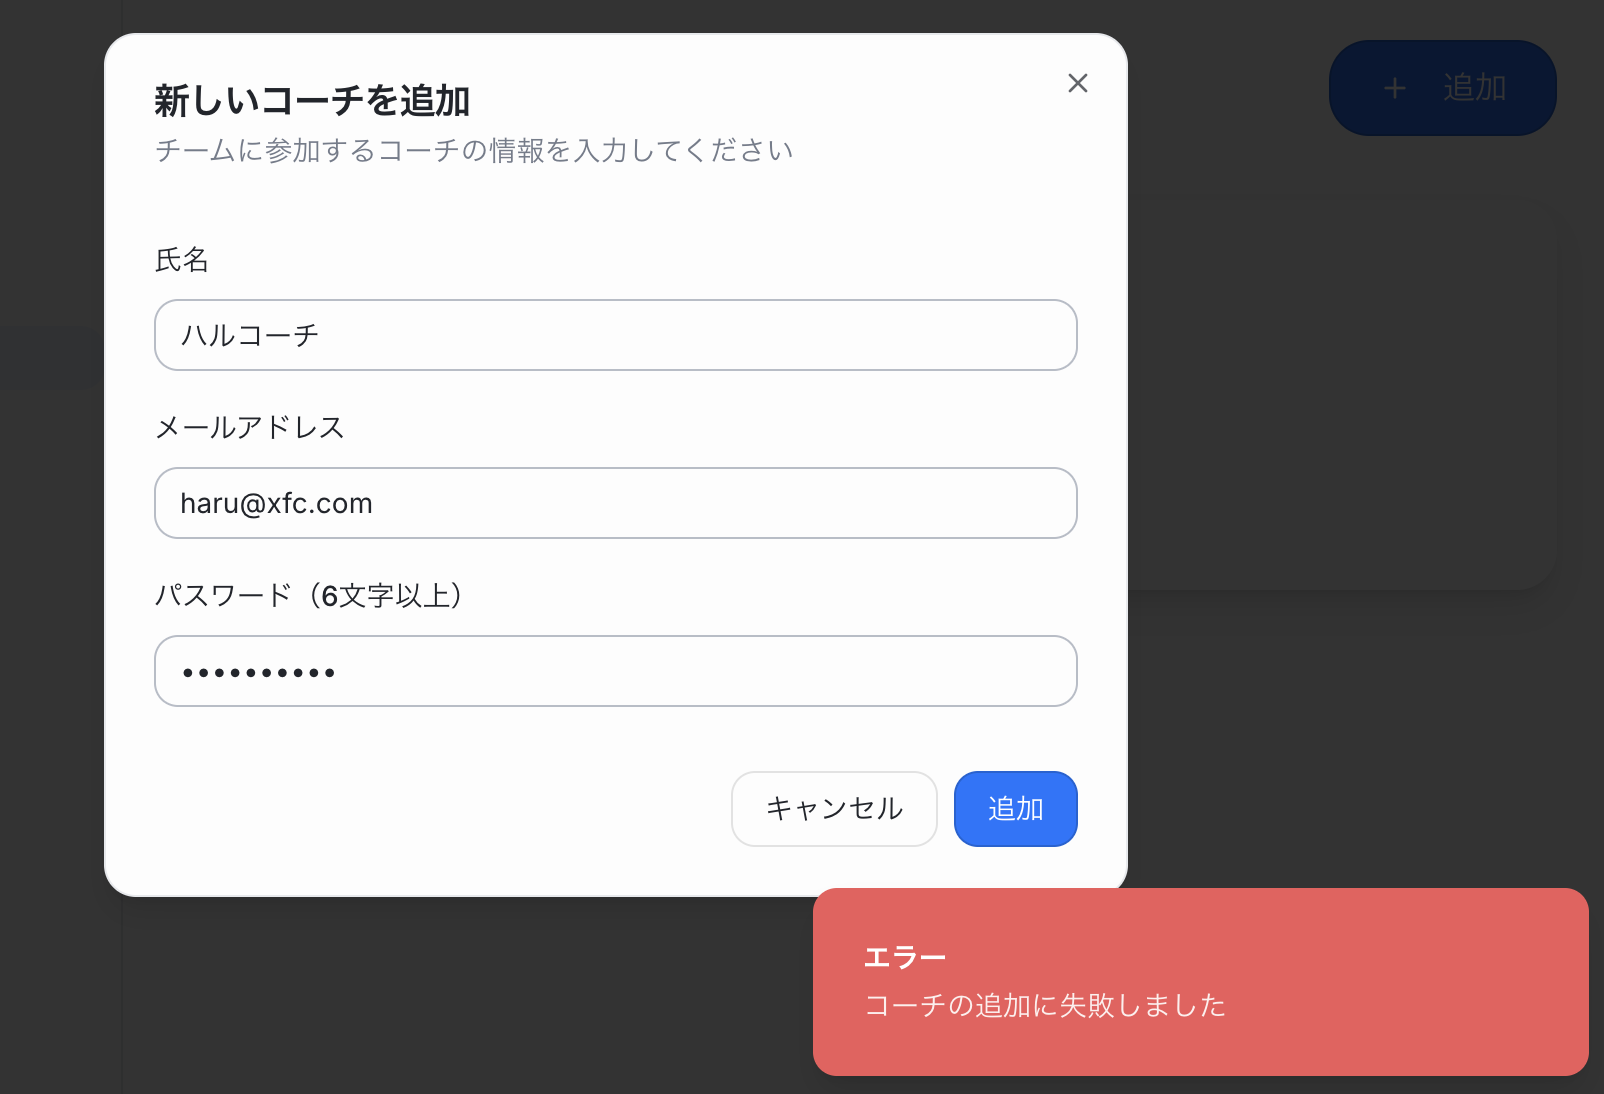 新しいコーチを追加
チームに参加するコーチの情報を入力してください
+ 追加
氏名
ハルコーチ
メールアドレス
haru@xfc.com
パスワード（6文字以上）
••••••••••
キャンセル
追加
エラー
コーチの追加に失敗しました